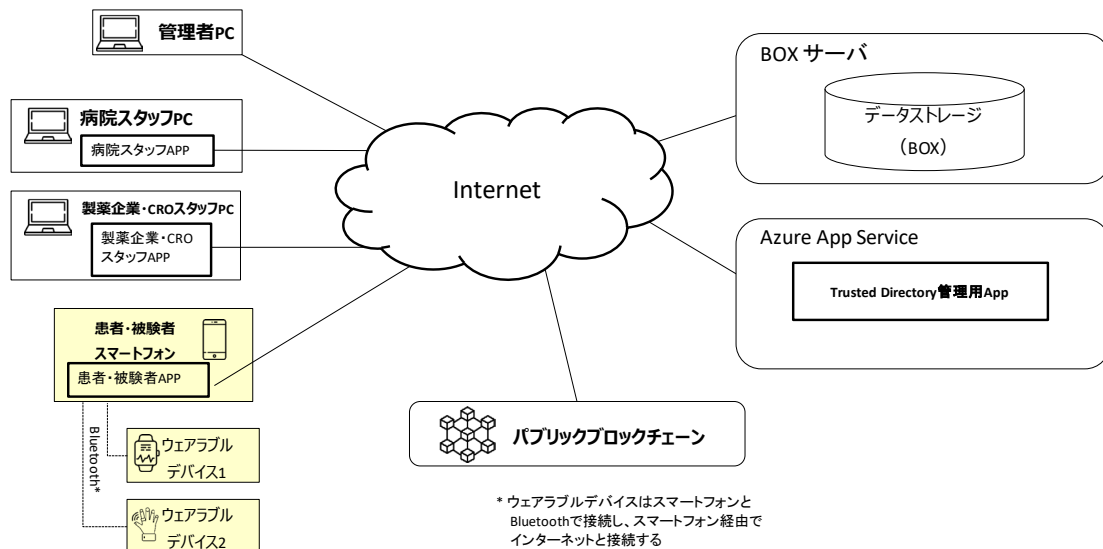 管理者PC
病院スタッフPC
病院スタッフAPP
製薬企業・CROスタッフPC
製薬企業・CRO
スタッフAPP
患者・被験者
スマートフォン
患者・被験者APP
Bluetooth*
ウェアラブル
デバイス1
ウェアラブル
デバイス2
Internet
BOX サーバ
データストレージ
（BOX）
Azure App Service
Trusted Directory管理用App
パブリックブロックチェーン
* ウェアラブルデバイスはスマートフォンと
Bluetoothで接続し、スマートフォン経由で
インターネットと接続する